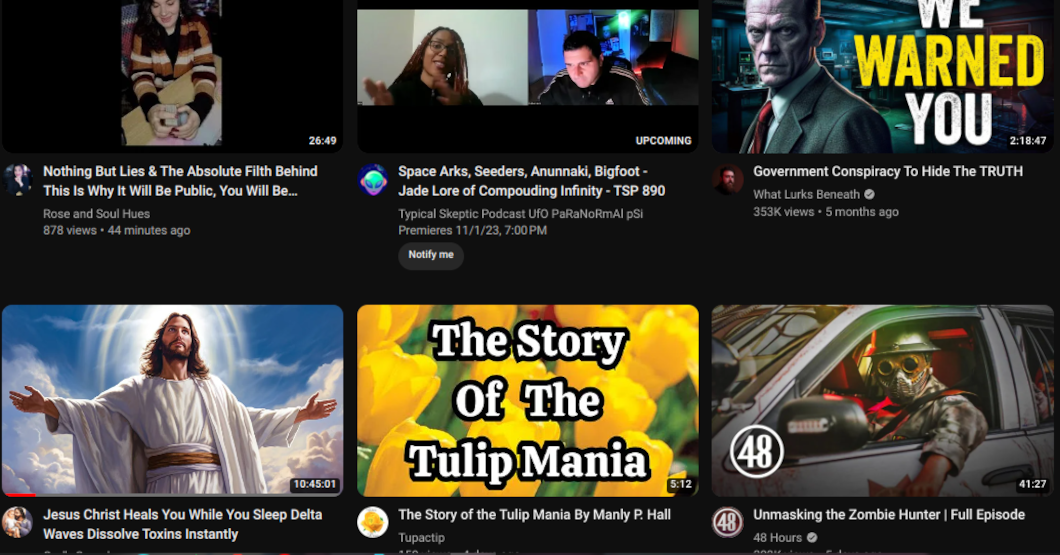 WE
WARNED
YOU
26:49
UPCOMING
2:18:47
Nothing But Lies & The Absolute Filth Behind
This Is Why It Will Be Public, You Will Be...
Rose and Soul Hues
878 views • 44 minutes ago
Space Arks, Seeders, Anunnaki, Bigfoot -
Jade Lore of Compouding Infinity - TSP 890
Typical Skeptic Podcast UfO PaRaNoRmAl pSi
Premieres 11/1/23, 7:00 PM
Notify me
Government Conspiracy To Hide The TRUTH
What Lurks Beneath
353K views • 5 months ago
10:45:01
The Story
Of The
Tulip Mania
5:12
48
41:27
Jesus Christ Heals You While You Sleep Delta
Waves Dissolve Toxins Instantly
The Story of the Tulip Mania By Manly P. Hall
Tupactip
48
Unmasking the Zombie Hunter | Full Episode
48 Hours